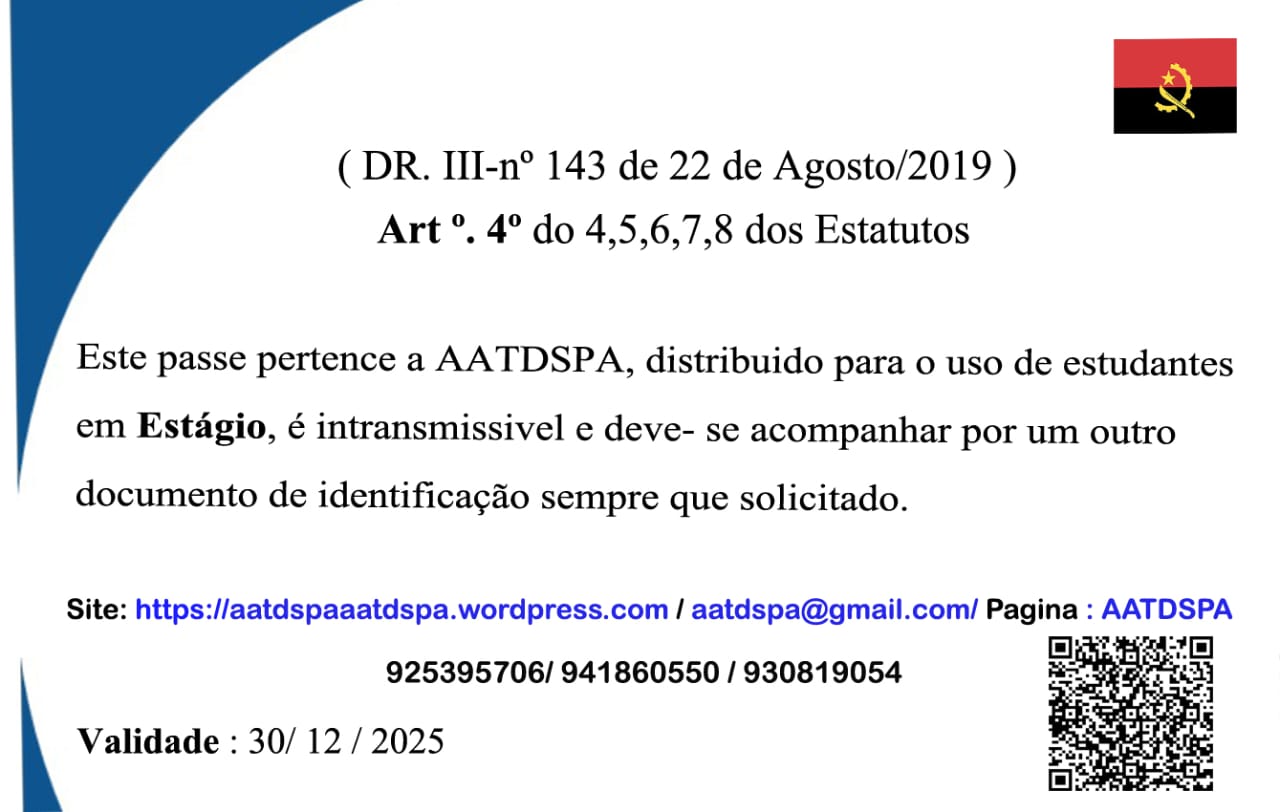 ( DR. III-nº 143 de 22 de Agosto/2019 )
Art º. 4º do 4,5,6,7,8 dos Estatutos
Este passe pertence a AATDSPA, distribuido para o uso de estudantes
em Estágio, é intransmissivel e deve- se acompanhar por um outro
documento de identificação sempre que solicitado.
Site: https://aatdspaaatdspa.wordpress.com / aatdspa@gmail.com/ Pagina : AATDSPA
925395706/ 941860550 / 930819054
Validade : 30/ 12 / 2025